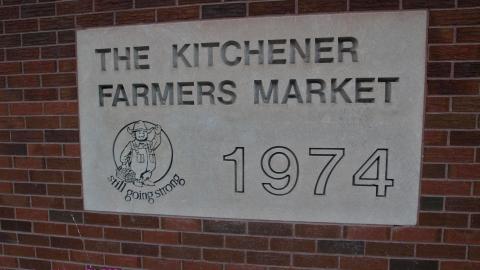 THE KITCHENER
FARMERS MARKET
still going strong
1974